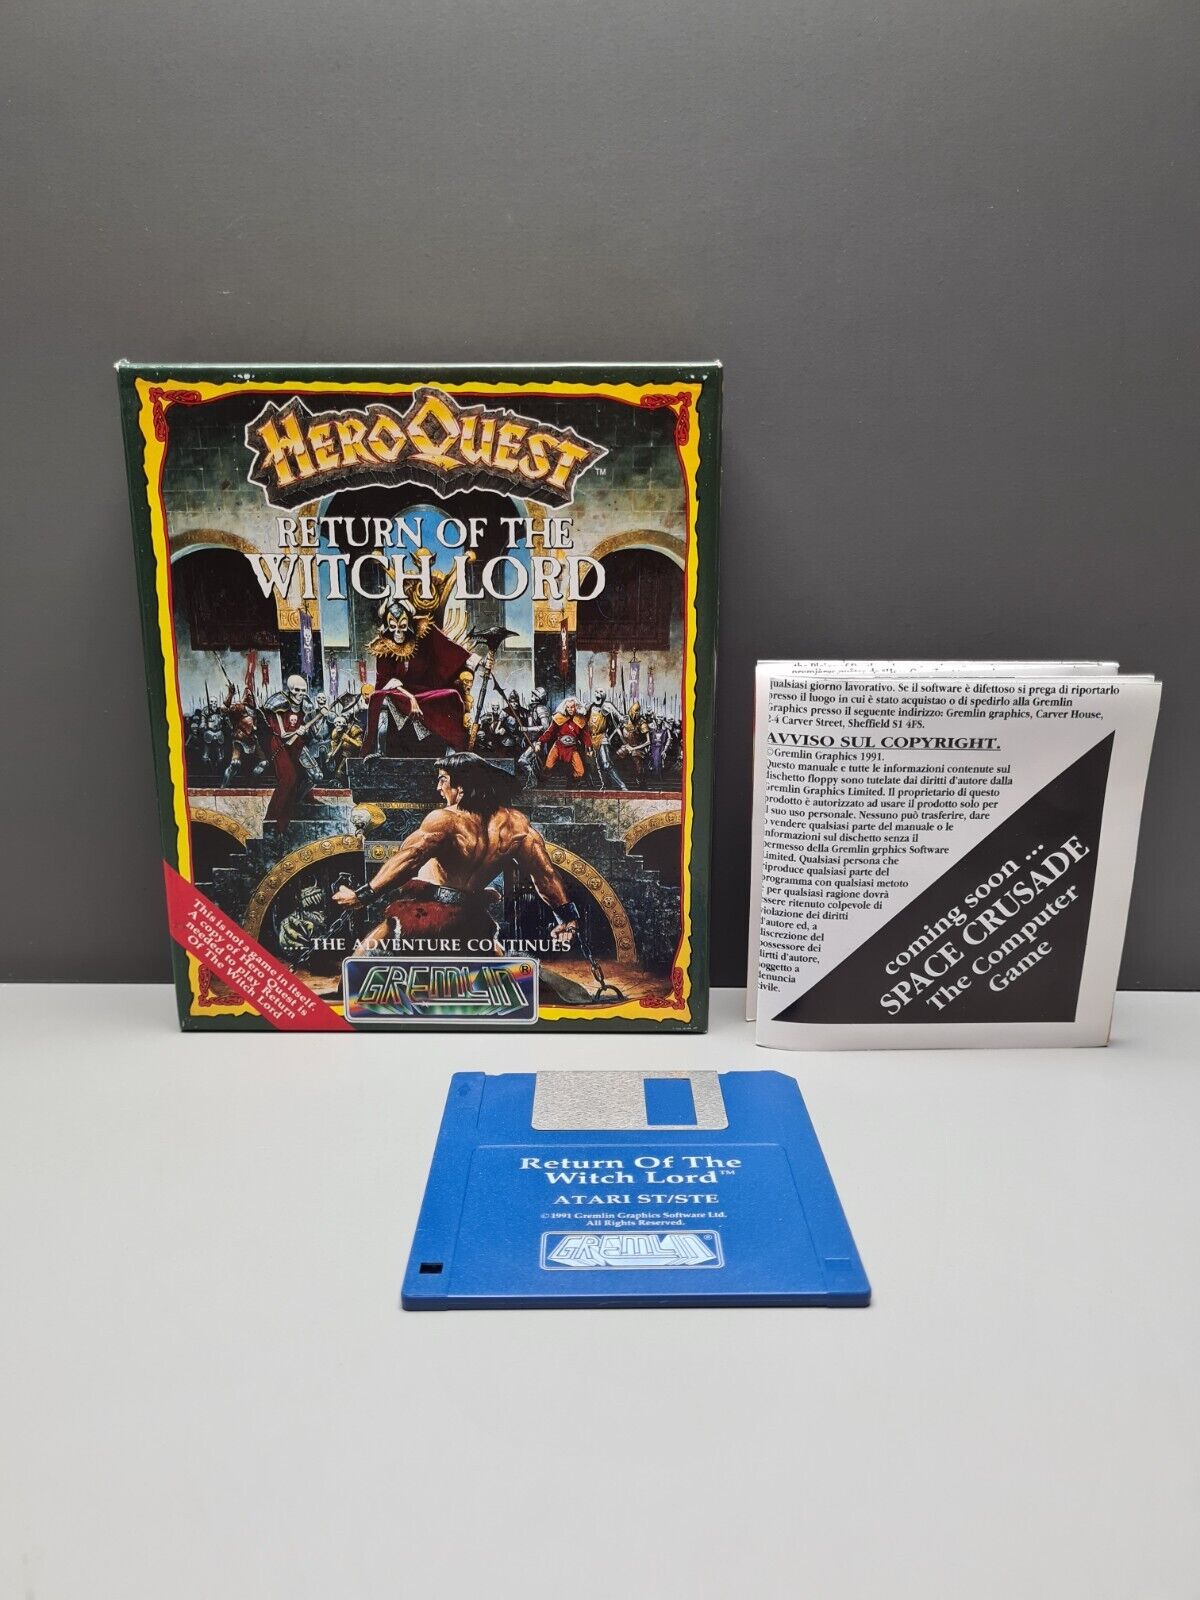 HEROQUEST™
RETURN OF THE
WITCH LORD
.... THE ADVENTURE CONTINUES
GREMLIN®
This is not a game in itself.
A copy of Hero Quest is
needed to play Return
Of The Witch Lord
qualsiasi giorno lavorativo. Se il software è difettoso si prega di riportarlo
presso il luogo in cui è stato acquistao o di spedirlo alla Gremlin
Graphics presso il seguente indirizzo: Gremlin graphics, Carver House,
2-4 Carver Street, Sheffield S1 4FS.
AVVISO SUL COPYRIGHT.
©Gremlin Graphics 1991.
Questo manuale e tutte le informazioni contenute sul
dischetto floppy sono tutelate dai diritti d'autore dalla
Gremlin Graphics Limited. Il proprietario di questo
prodotto è autorizzato ad usare il prodotto solo per
il suo uso personale. Nessuno può trasferire, dare
o vendere qualsiasi parte del manuale o le
informazioni sul dischetto senza il
permesso della Gremlin grphics Software
Limited. Qualsiasi persona che
riproduce qualsiasi parte del
programma con qualsiasi metoto
e per qualsiasi ragione dovrà
essere ritenuto colpevole di
violazione dei diritti
d'autore ed, a
discrezione del
possessore dei
diritti d'autore,
soggetto a
denuncia
civile.
coming soon ...
SPACE CRUSADE
The Computer
Game
Return Of The
Witch Lord™
ATARI ST/STE
©1991 Gremlin Graphics Software Ltd.
All Rights Reserved.
GREMLIN®